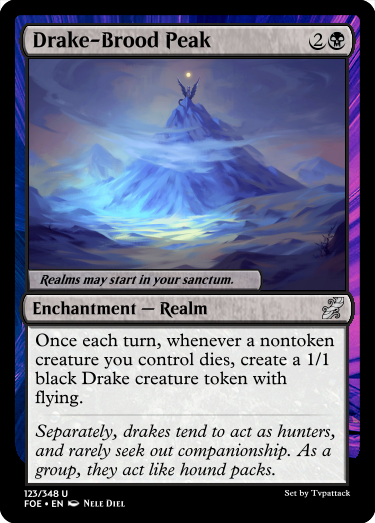 Drake-Brood Peak 2
Realms may start in your sanctum.
Enchantment — Realm
Once each turn, whenever a nontoken
creature you control dies, create a 1/1
black Drake creature token with
flying.
Separately, drakes tend to act as hunters,
and rarely seek out companionship. As a
group, they act like hound packs.
123/348 U
Set by Tvpattack
FOE • EN Nele Diel